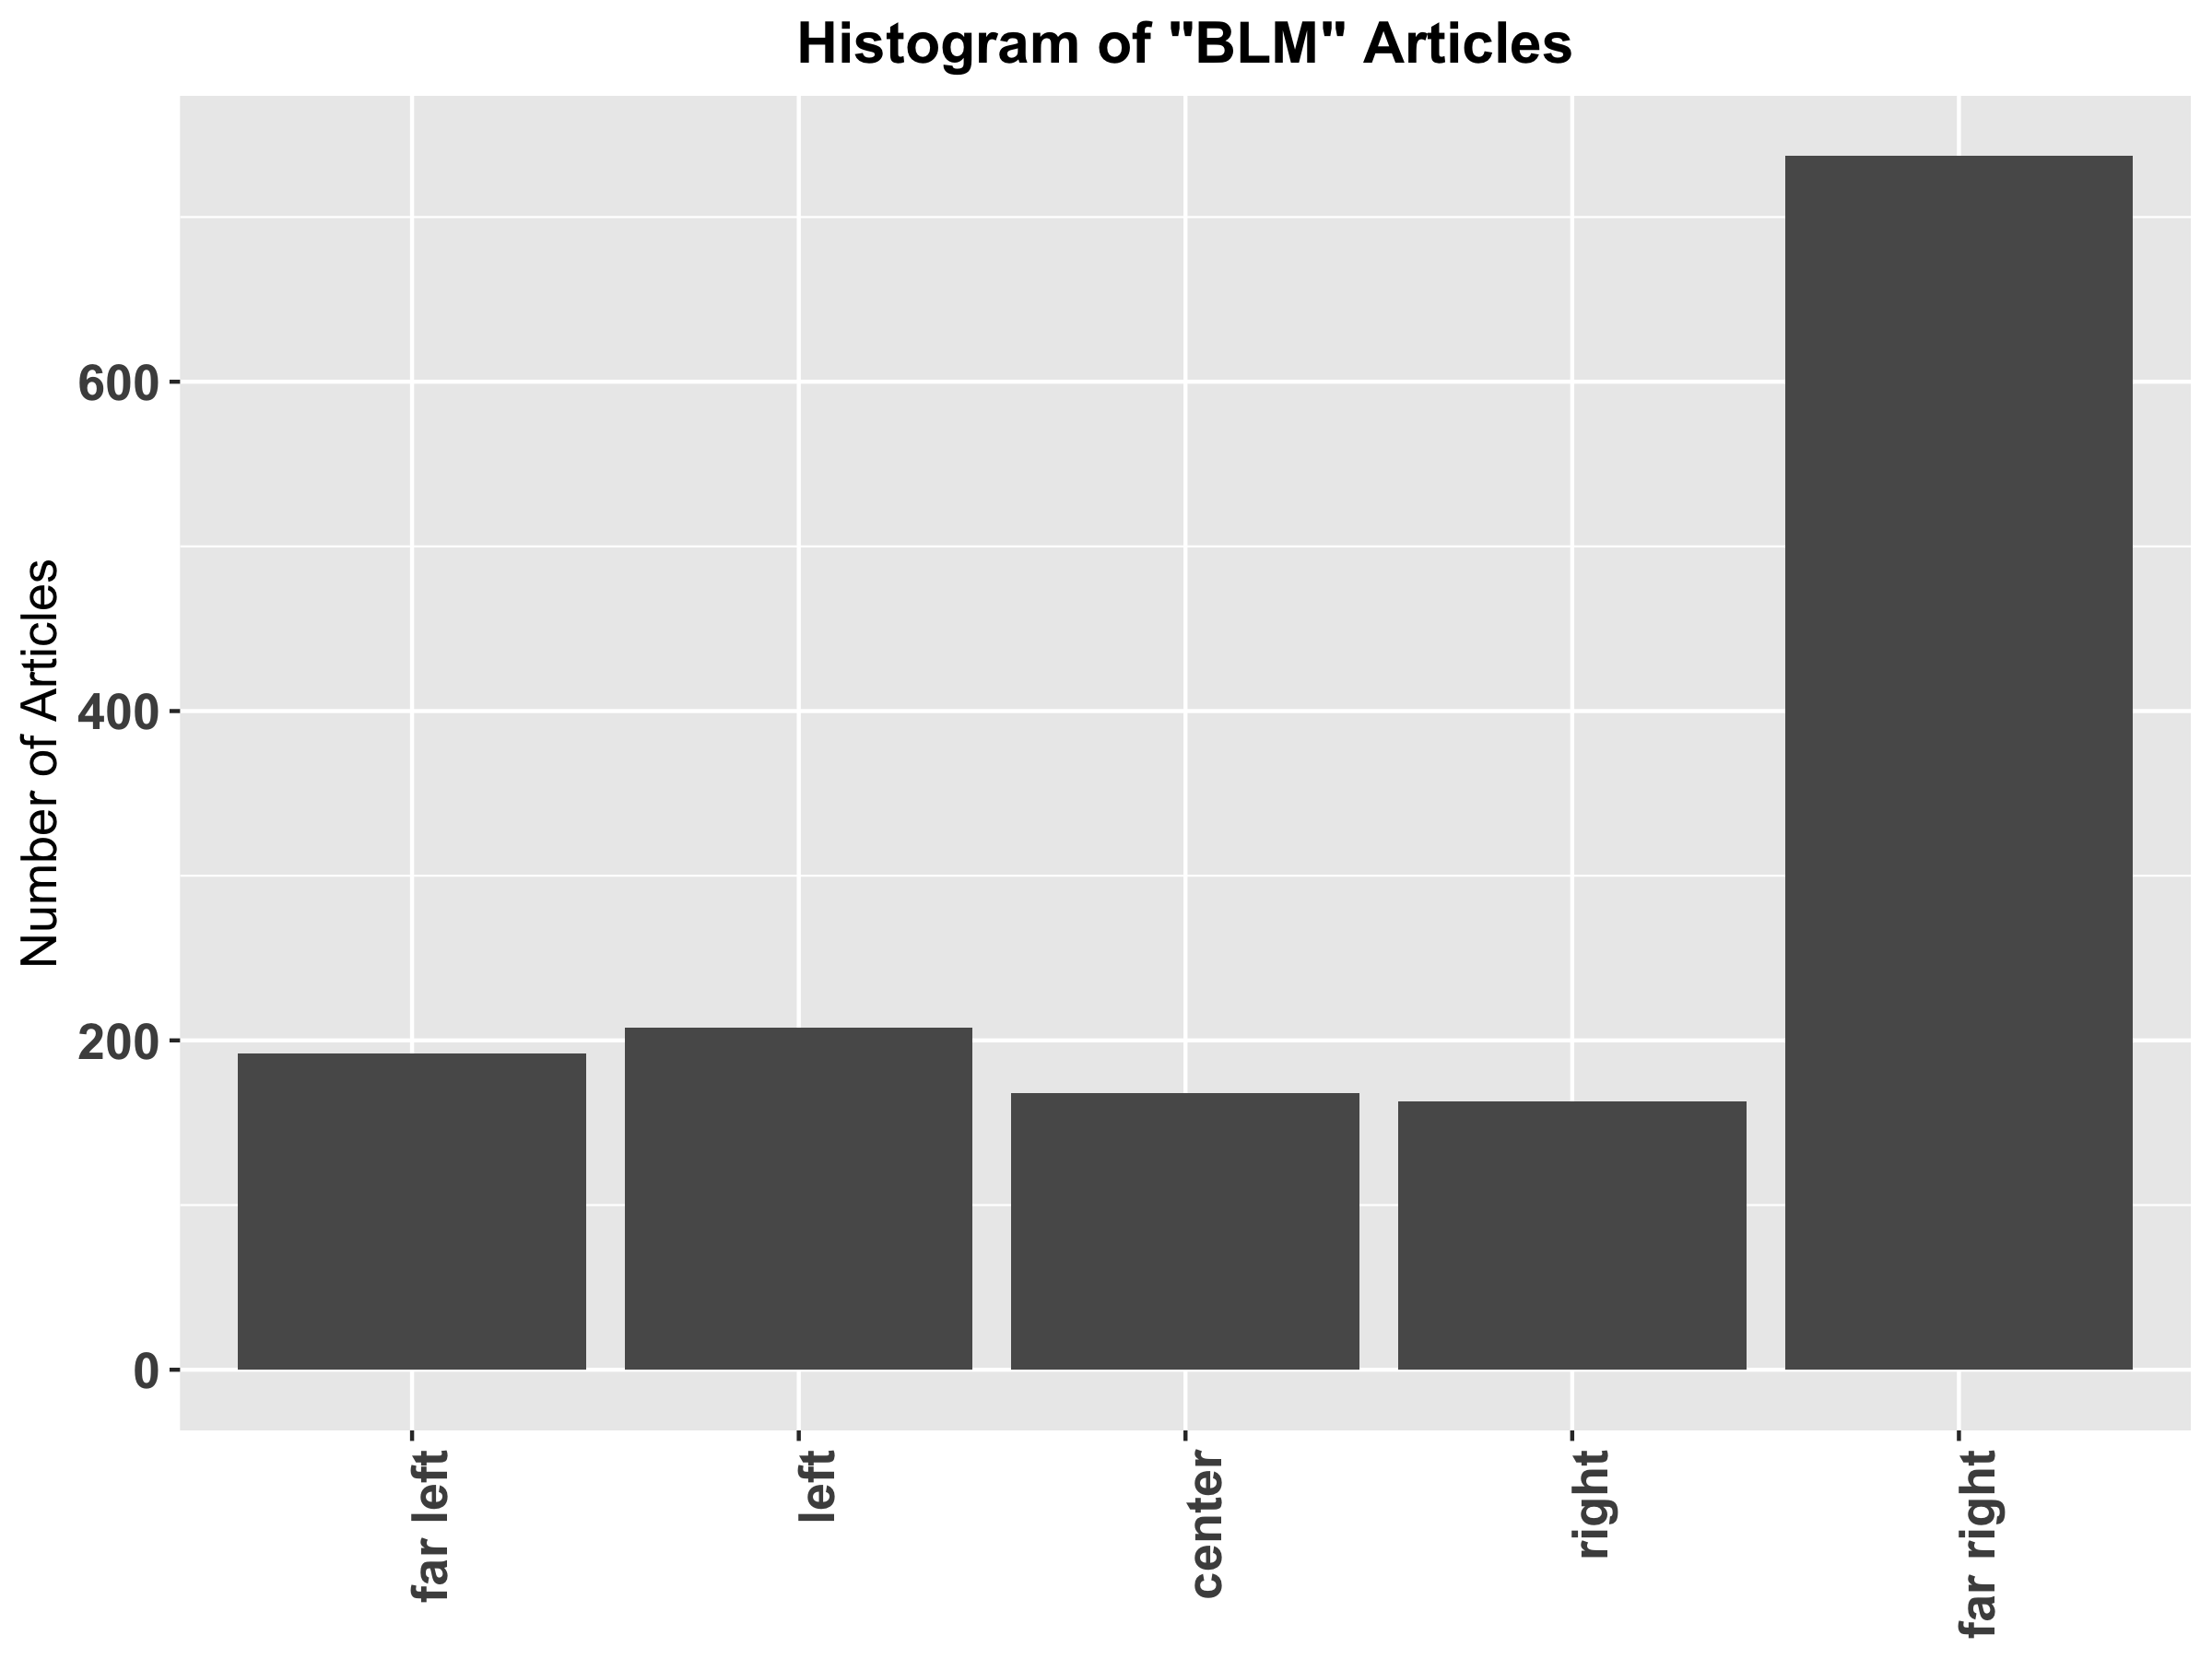 Histogram of "BLM" Articles
Number of Articles
600
400
200
0
far left
left
center
right
far right